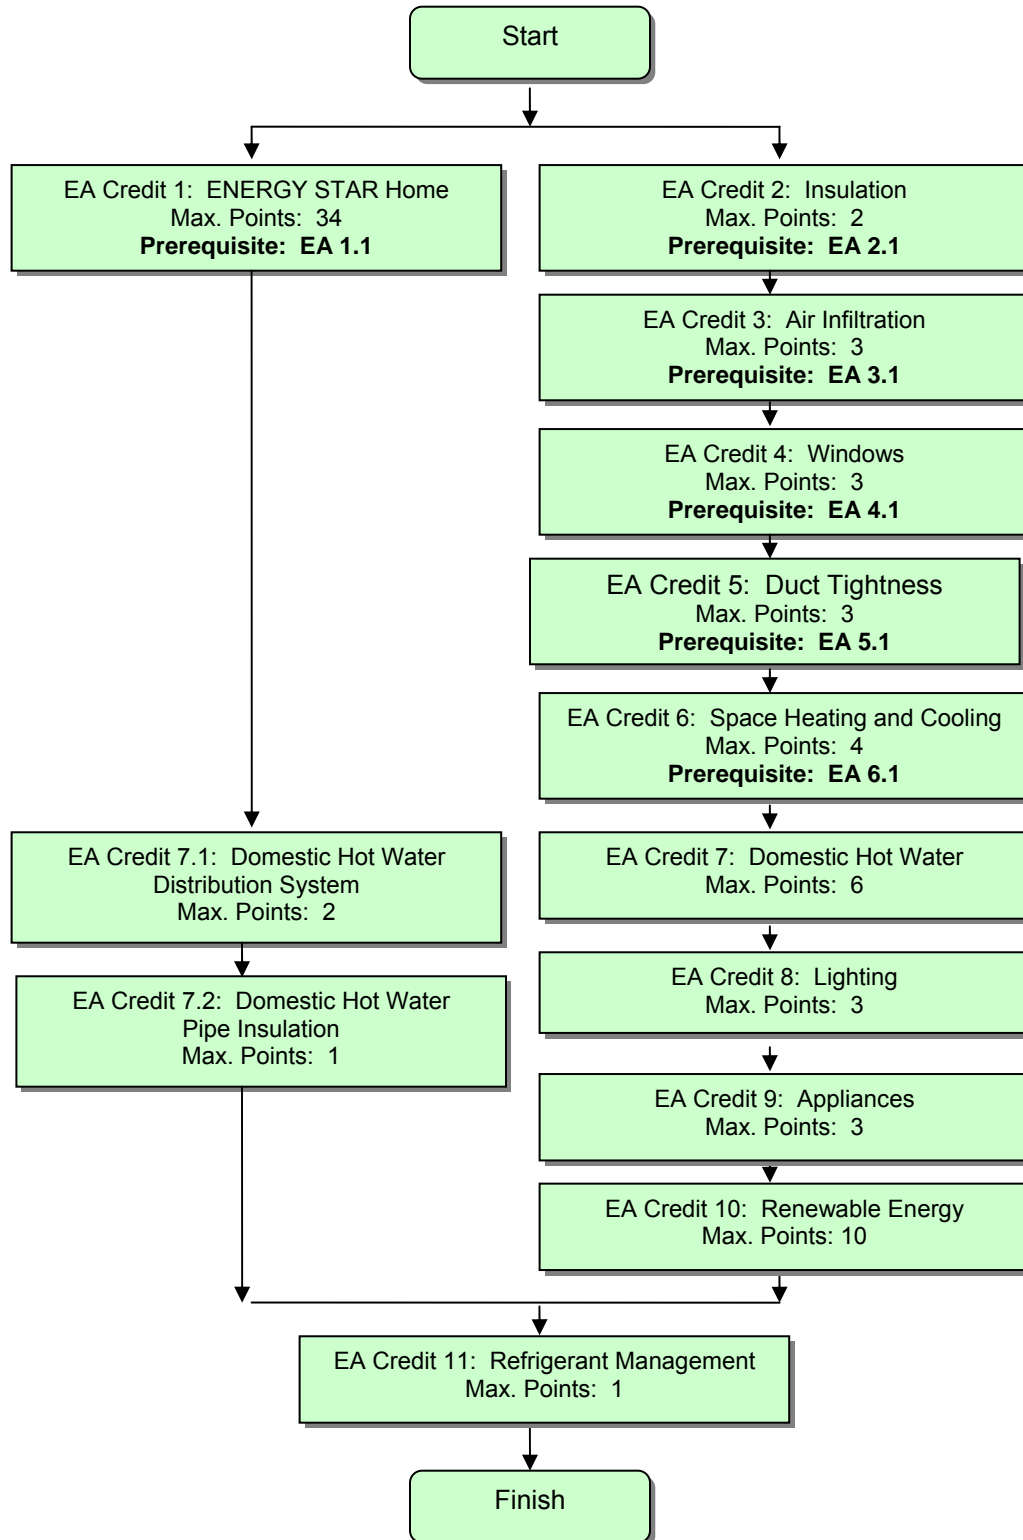 Start
EA Credit 1: ENERGY STAR Home
Max. Points: 34
Prerequisite: EA 1.1
EA Credit 2: Insulation
Max. Points: 2
Prerequisite: EA 2.1
EA Credit 3: Air Infiltration
Max. Points: 3
Prerequisite: EA 3.1
EA Credit 4: Windows
Max. Points: 3
Prerequisite: EA 4.1
EA Credit 5: Duct Tightness
Max. Points: 3
Prerequisite: EA 5.1
EA Credit 6: Space Heating and Cooling
Max. Points: 4
Prerequisite: EA 6.1
EA Credit 7.1: Domestic Hot Water
Distribution System
Max. Points: 2
EA Credit 7: Domestic Hot Water
Max. Points: 6
EA Credit 7.2: Domestic Hot Water
Pipe Insulation
Max. Points: 1
EA Credit 8: Lighting
Max. Points: 3
EA Credit 9: Appliances
Max. Points: 3
EA Credit 10: Renewable Energy
Max. Points: 10
EA Credit 11: Refrigerant Management
Max. Points: 1
Finish